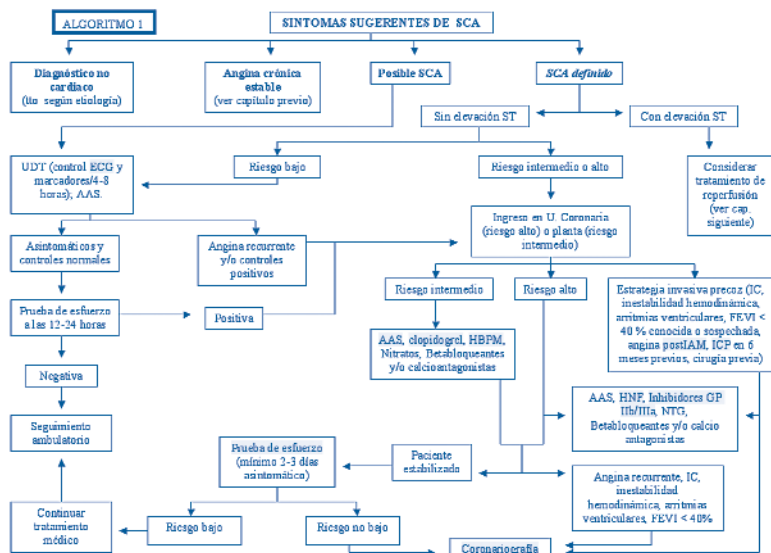 ALGORITMO 1
SINTOMAS SUGERENTES DE SCA
Diagnóstico no
cardiaco
(tto según etiología)
Angina crónica
estable
(ver capítulo previo)
Posible SCA
SCA definido
Sin elevación ST
Con elevación ST
UDT (control ECG y
marcadores/4-8
horas), AAS.
Riesgo bajo
Riesgo intermedio o alto
Considerar
tratamiento de
reperfusión
(ver cap.
siguiente)
Ingreso en U. Coronaria
(riesgo alto) o planta (riesgo
intermedio)
Asintomáticos y
controles normales
Angina recurrente
y/o controles
positivos
Riesgo intermedio
Riesgo alto
Estrategia invasiva precoz (IC,
inestabilidad hemodinámica,
arritmias ventriculares, FEVI <
40 % conocida o sospechada,
angina postIAM, ICP en 6
meses previos, cirugía previa)
Prueba de esfuerzo
a las 12-24 horas
Positiva
AAS, clopidogrel, HBPM,
Nitratos, Betabloqueantes
y/o calcioantagonistas
Negativa
AAS, HNF, Inhibidores GP
IIb/IIIa, NTG,
Betabloqueantes y/o calcio
antagonistas
Seguimiento
ambulatorio
Prueba de esfuerzo
(mínimo 2-3 días
asintomático)
Paciente
estabilizado
Angina recurrente, IC,
inestabilidad
hemodinámica, arritmias
ventriculares, FEVI < 40%
Continuar
tratamiento
médico
Riesgo bajo
Riesgo no bajo
Coronariografía